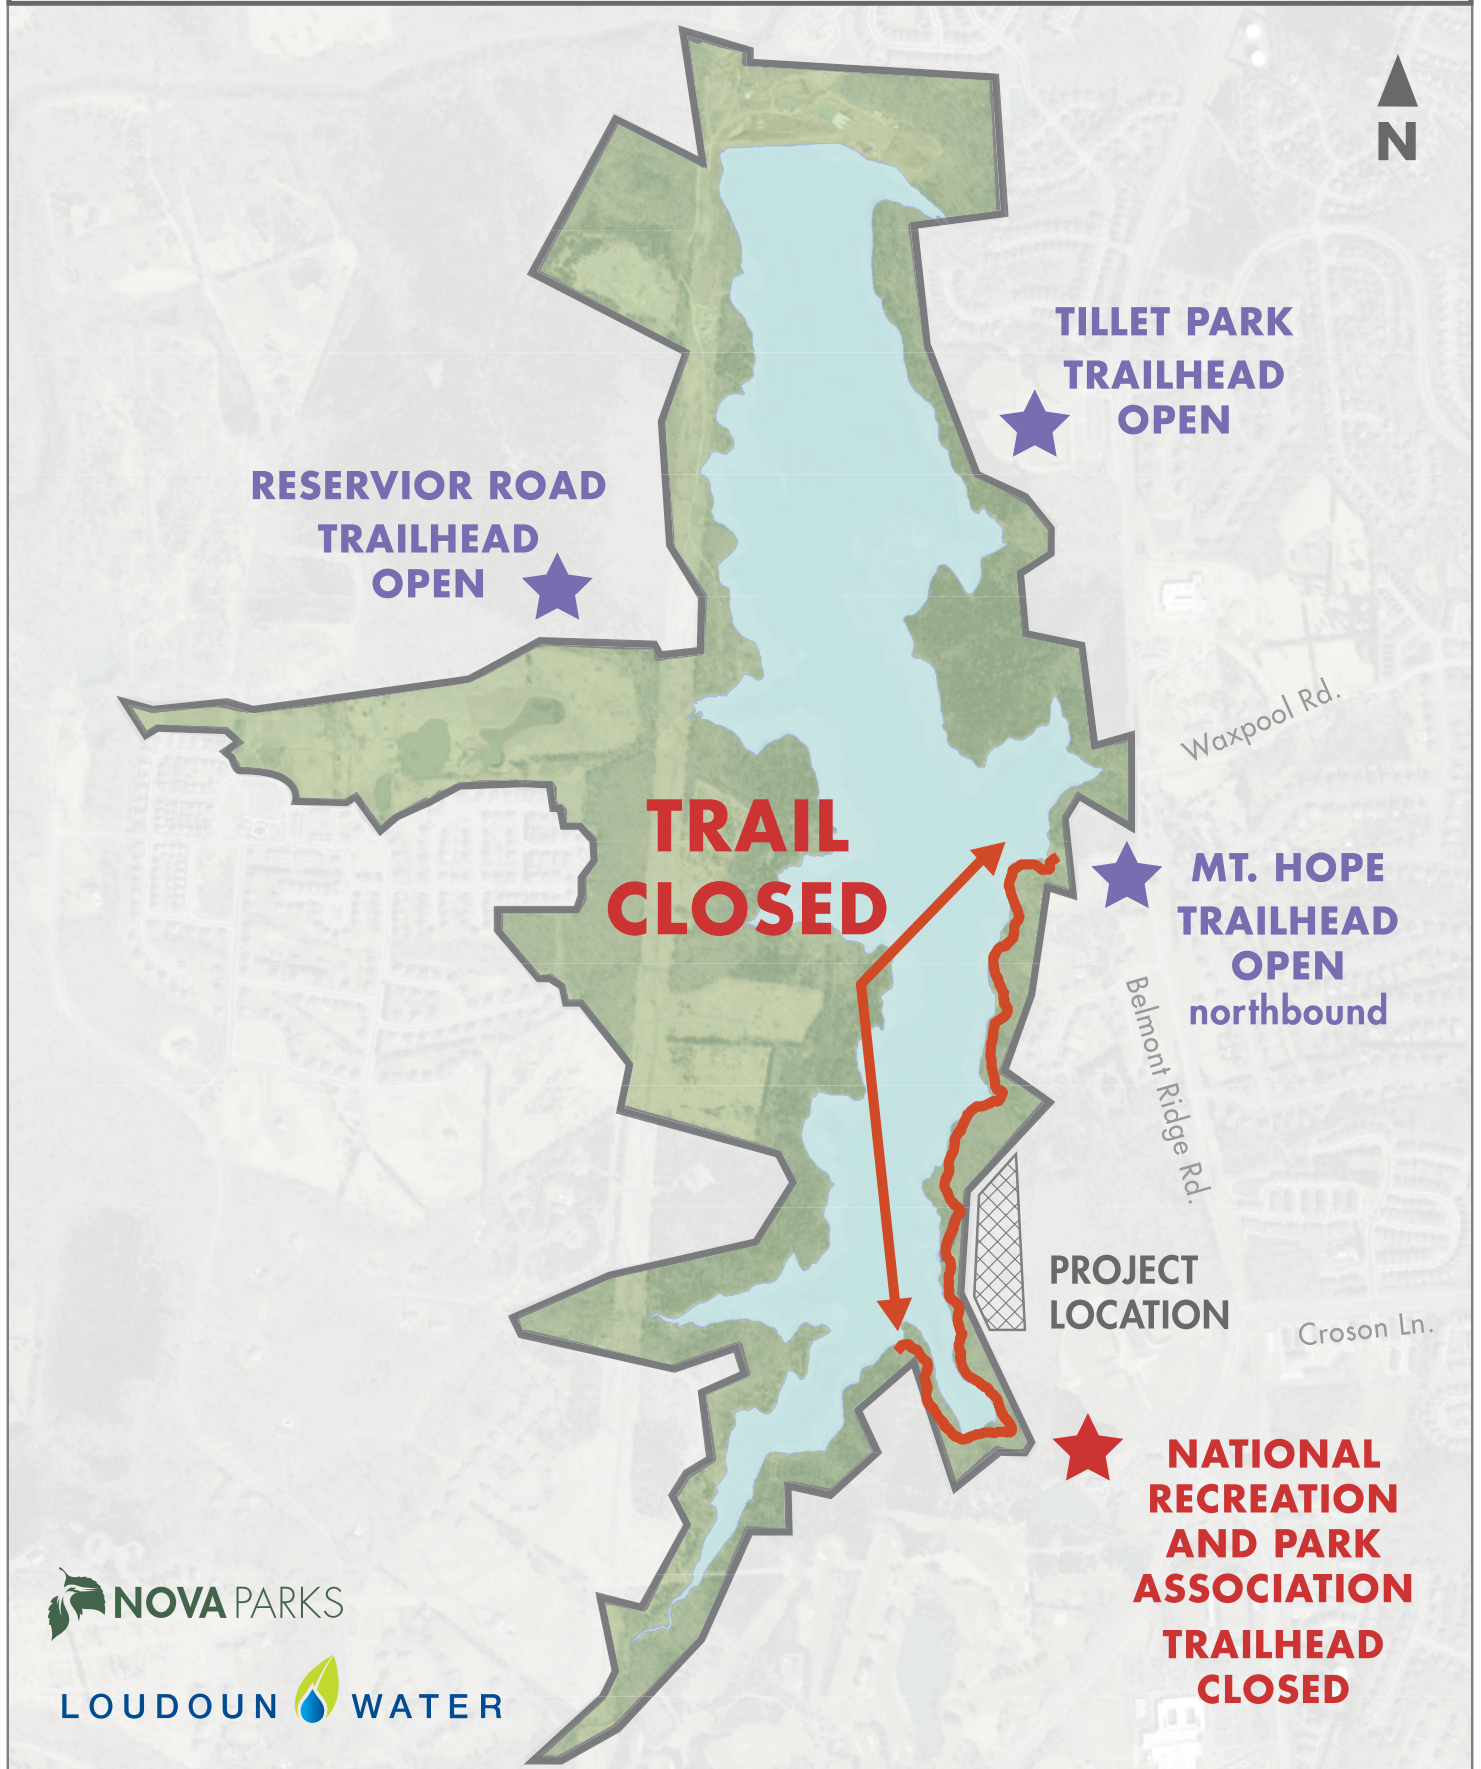 N
TILLET PARK
TRAILHEAD
OPEN
RESERVIOR ROAD
TRAILHEAD
OPEN
Waxpool Rd.
TRAIL
CLOSED
MT. HOPE
TRAILHEAD
OPEN
northbound
Belmont Ridge Rd.
PROJECT
LOCATION
Croson Ln.
NATIONAL
RECREATION
AND PARK
ASSOCIATION
TRAILHEAD
CLOSED
NOVA PARKS
LOUDOUN WATER